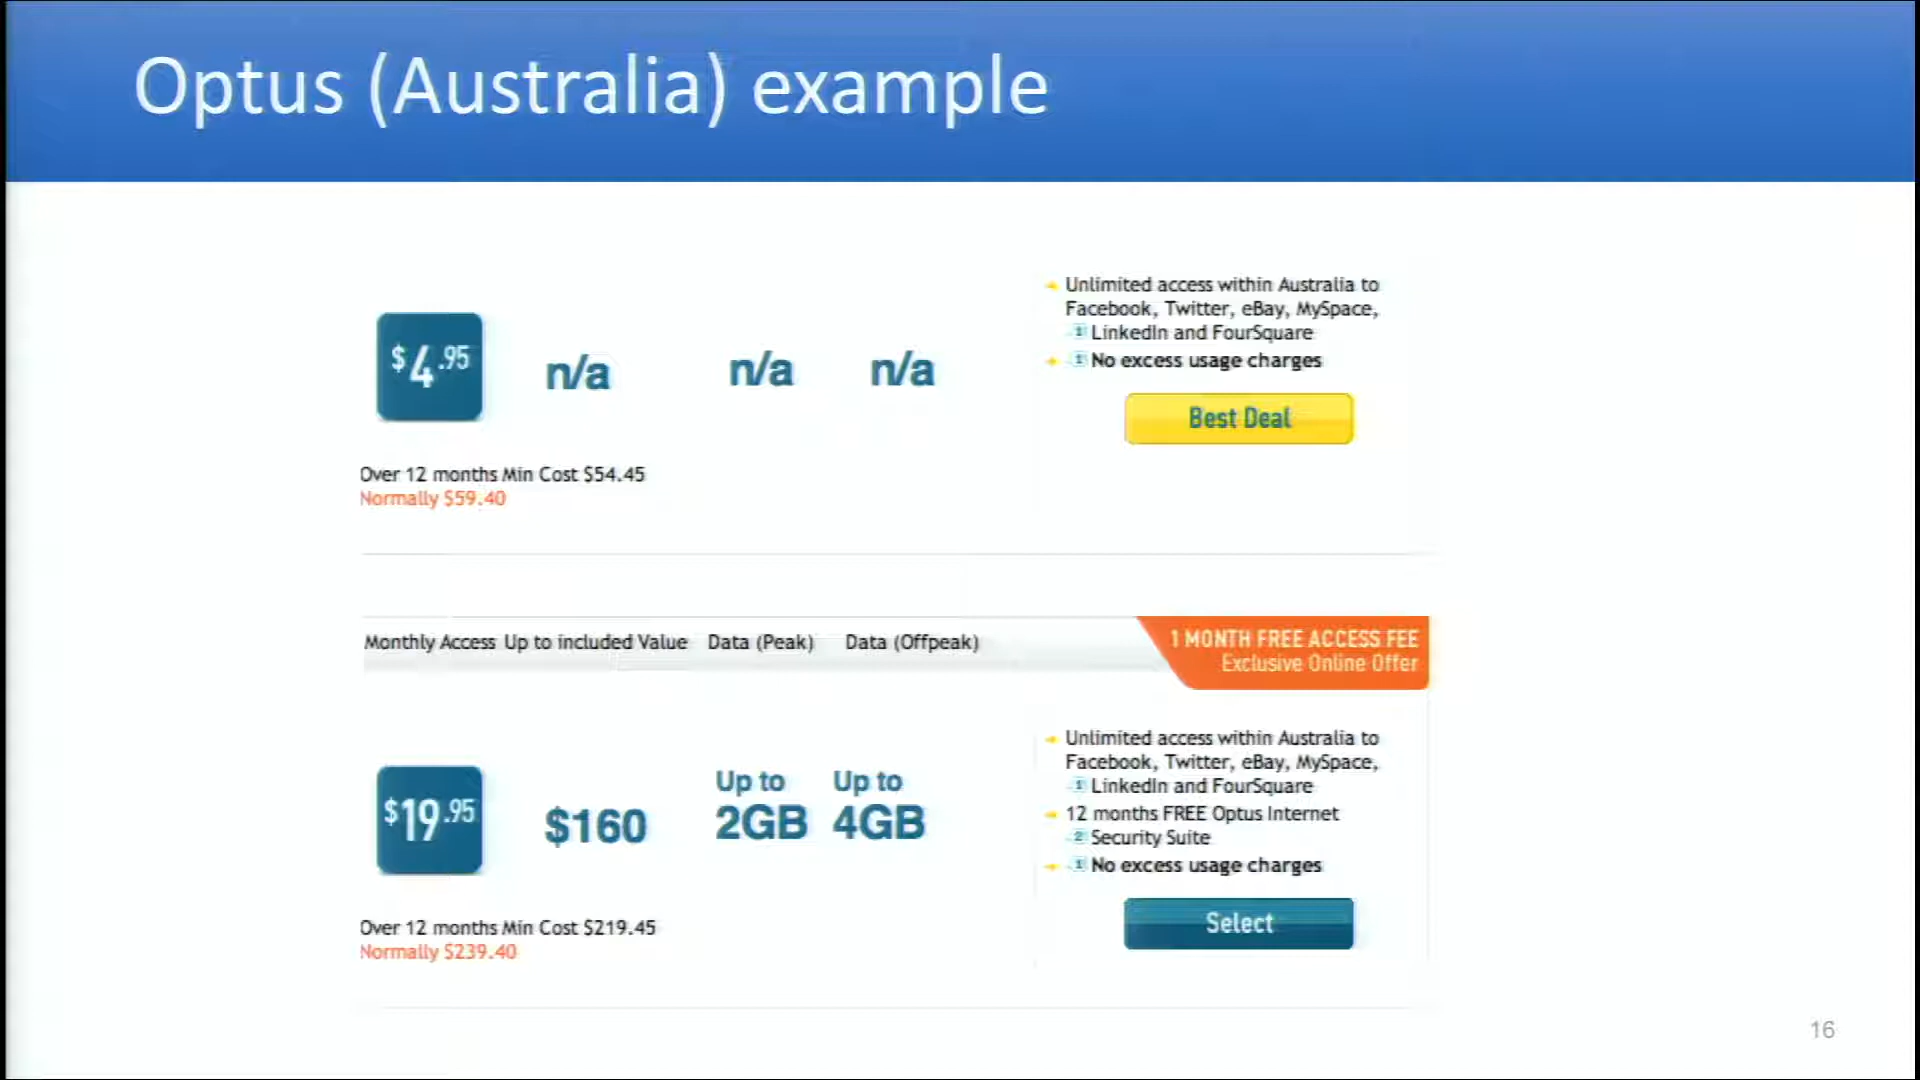 Optus (Australia) example
Unlimited access within Australia to
Facebook, Twitter, eBay, MySpace,
1 LinkedIn and FourSquare
1 No excess usage charges
$4.95
n/a
n/a
n/a
Best Deal
Over 12 months Min Cost $54.45
Normally $59.40
Monthly Access Up to included Value Data (Peak) Data (Offpeak)
1 MONTH FREE ACCESS FEE
Exclusive Online Offer
Unlimited access within Australia to
Facebook, Twitter, eBay, MySpace,
1 LinkedIn and FourSquare
12 months FREE Optus Internet
2 Security Suite
1 No excess usage charges
$19.95
$160
Up to
2GB
Up to
4GB
Select
Over 12 months Min Cost $219.45
Normally $239.40
16